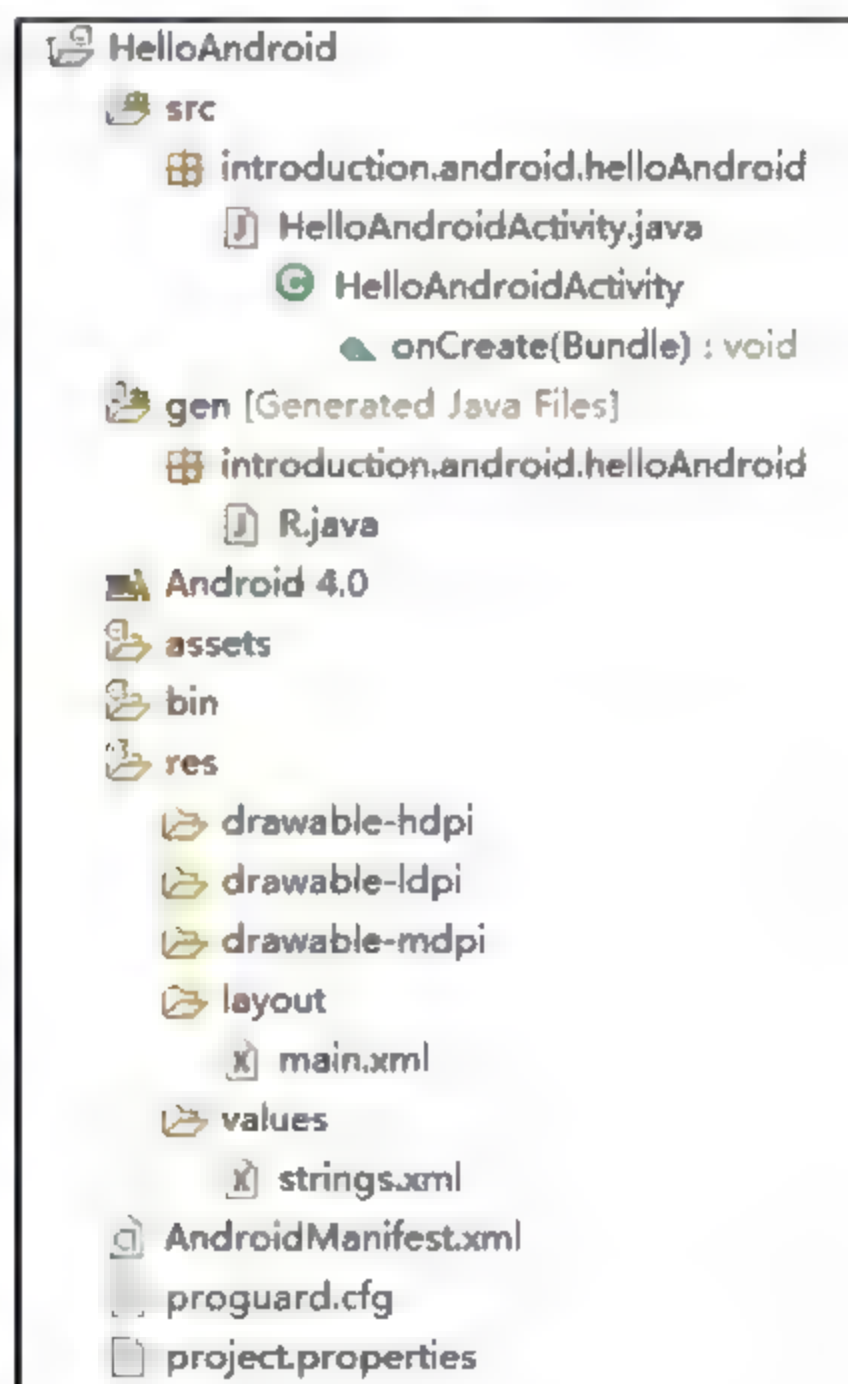 HelloAndroid
src
introduction.android.helloAndroid
HelloAndroidActivity.java
HelloAndroidActivity
onCreate(Bundle) : void
gen [Generated Java Files]
introduction.android.helloAndroid
R.java
Android 4.0
assets
bin
res
drawable-hdpi
drawable-ldpi
drawable-mdpi
layout
main.xml
values
strings.xml
AndroidManifest.xml
proguard.cfg
project.properties